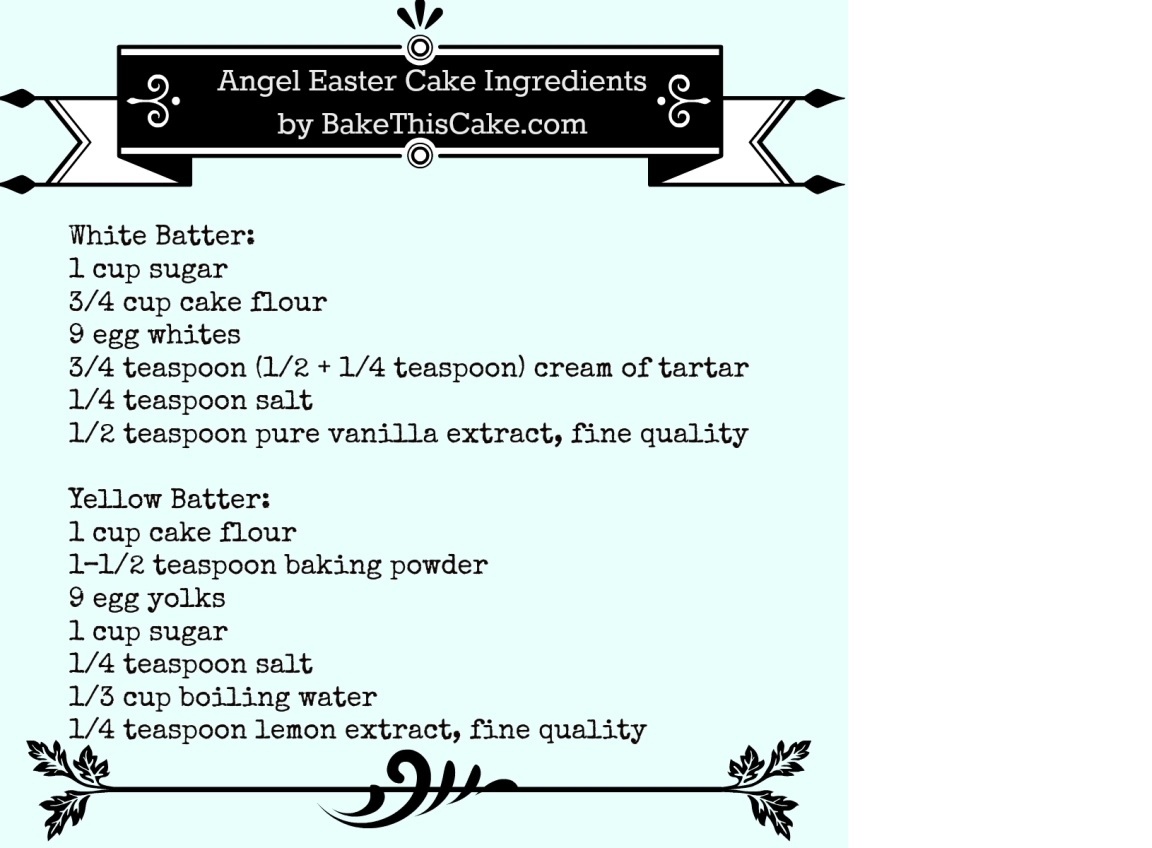 Angel Easter Cake Ingredients
by BakeThisCake.com
White Batter:
1 cup sugar
3/4 cup cake flour
9 egg whites
3/4 teaspoon (1/2 + 1/4 teaspoon) cream of tartar
1/4 teaspoon salt
1/2 teaspoon pure vanilla extract, fine quality
Yellow Batter:
1 cup cake flour
1-1/2 teaspoon baking powder
9 egg yolks
1 cup sugar
1/4 teaspoon salt
1/3 cup boiling water
1/4 teaspoon lemon extract, fine quality